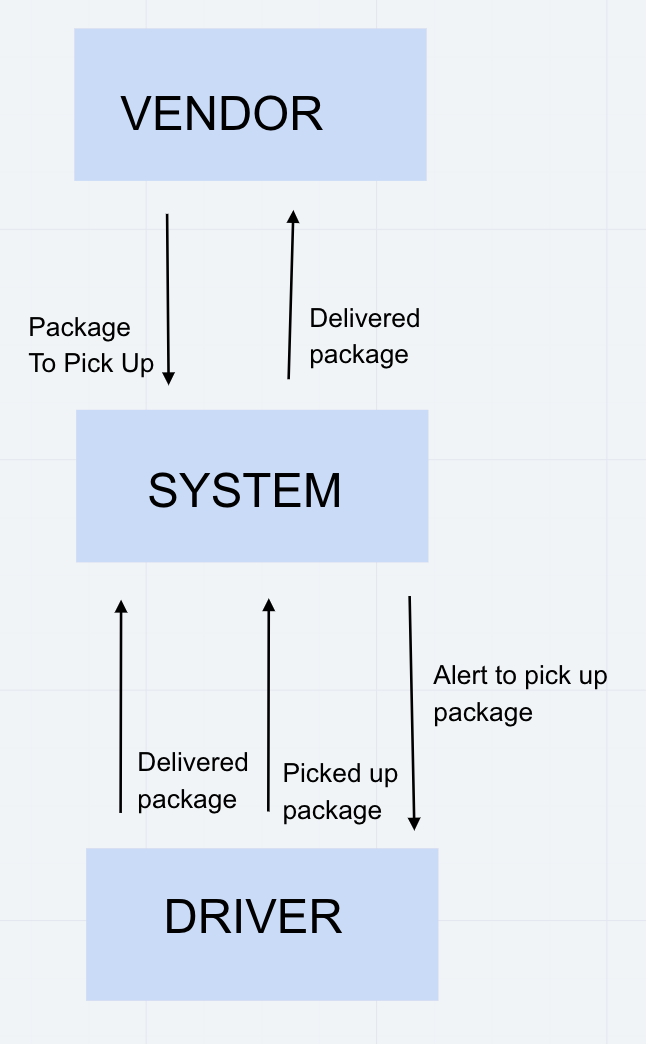 VENDOR
Package
To Pick Up
Delivered
package
SYSTEM
Alert to pick up
package
Delivered
package
Picked up
package
DRIVER